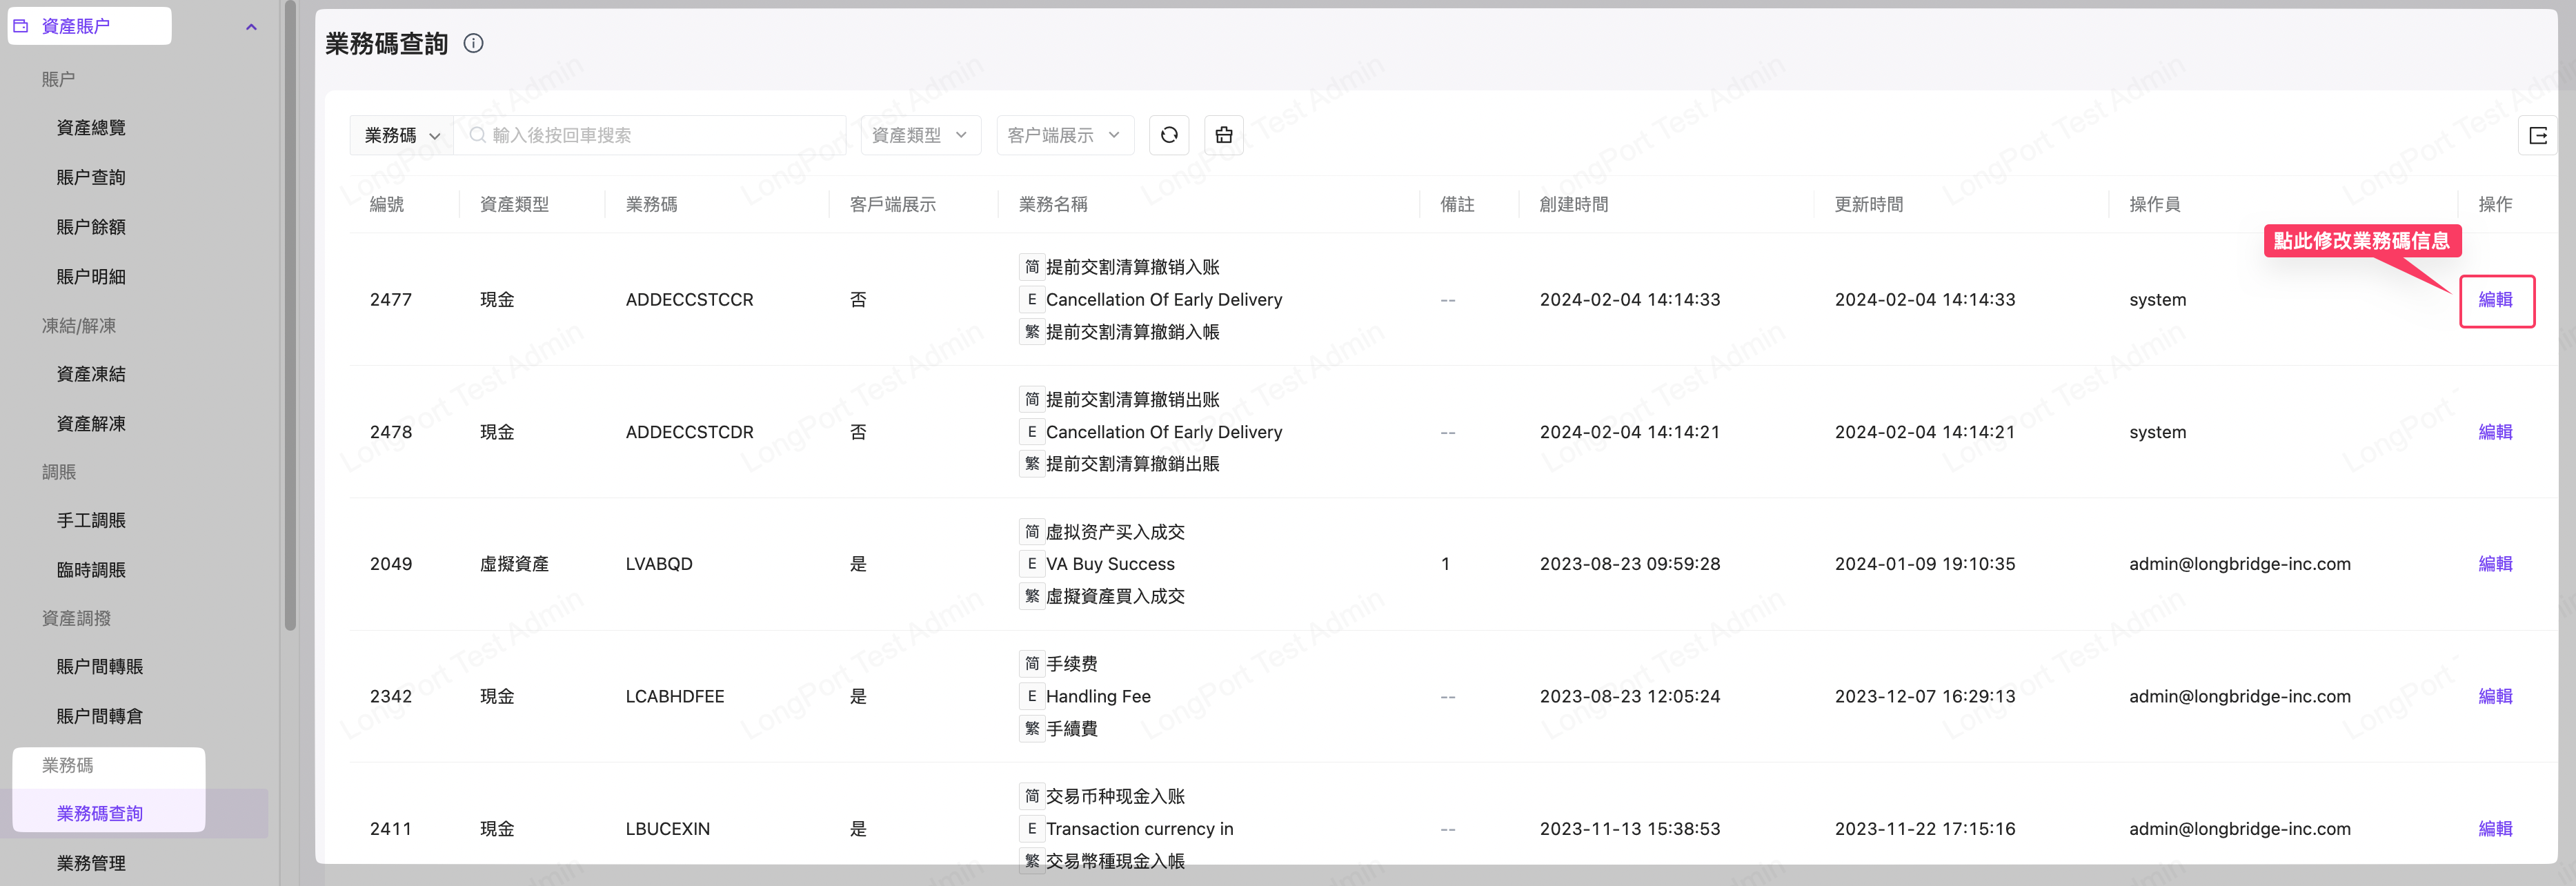 資產賬户
賬户
資產總覽
賬户查詢
賬户餘額
賬户明細
凍結/解凍
資產凍結
資產解凍
調賬
手工調賬
臨時調賬
資產調撥
賬户間轉賬
賬户間轉倉
業務碼
業務碼查詢
業務管理
業務碼查詢
業務碼 輸入後按回車搜索 資產類型 客户端展示
編號 資產類型 業務碼 客戶端展示 業務名稱 備註 創建時間 更新時間 操作員 操作
點此修改業務碼信息
简 提前交割清算撤销入账
2477 現金 ADDECCSTCCR 否 E Cancellation Of Early Delivery -- 2024-02-04 14:14:33 2024-02-04 14:14:33 system 編輯
繁 提前交割清算撤銷入帳
简 提前交割清算撤销出账
2478 現金 ADDECCSTCDR 否 E Cancellation Of Early Delivery -- 2024-02-04 14:14:21 2024-02-04 14:14:21 system 編輯
繁 提前交割清算撤銷出賬
简 虚拟资产买入成交
2049 虛擬資產 LVABQD 是 E VA Buy Success 1 2023-08-23 09:59:28 2024-01-09 19:10:35 admin@longbridge-inc.com 編輯
繁 虛擬資產買入成交
简 手续费
2342 現金 LCABHDFEE 是 E Handling Fee -- 2023-08-23 12:05:24 2023-12-07 16:29:13 admin@longbridge-inc.com 編輯
繁 手續費
简 交易币种现金入账
2411 現金 LBUCEXIN 是 E Transaction currency in -- 2023-11-13 15:38:53 2023-11-22 17:15:16 admin@longbridge-inc.com 編輯
繁 交易幣種現金入帳
LongPort Test Admin